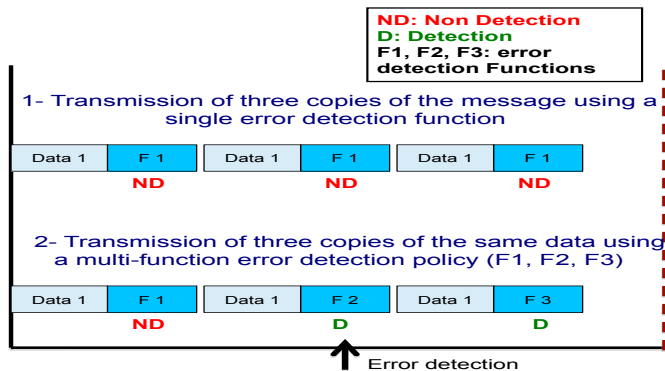 ND: Non Detection
D: Detection
F1, F2, F3: error
detection Functions
1- Transmission of three copies of the message using a
single error detection function
Data 1 F 1 Data 1 F 1 Data 1 F 1
ND ND ND
2- Transmission of three copies of the same data using
a multi-function error detection policy (F1, F2, F3)
Data 1 F 1 Data 1 F 2 Data 1 F 3
ND D D
Error detection